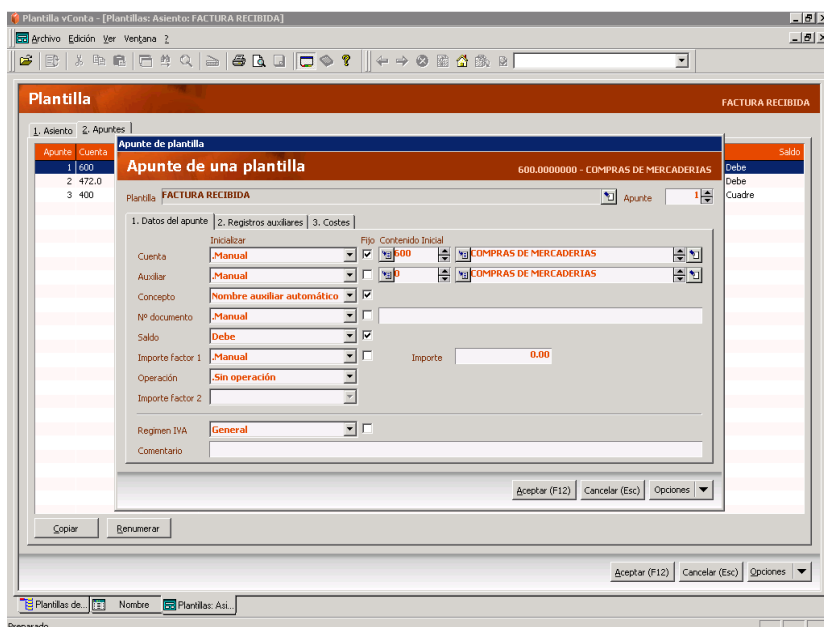 Plantilla vConta - [Plantillas: Asiento: FACTURA RECIBIDA]
Archivo Edición Ver Ventana ?
Plantilla
FACTURA RECIBIDA
1. Asiento 2. Apuntes
Apunte Cuenta Saldo
1 600 Debe
2 472.0 Debe
3 400 Cuadre
Apunte de plantilla
Apunte de una plantilla 600.0000000 - COMPRAS DE MERCADERIAS
Plantilla FACTURA RECIBIDA Apunte 1
1. Datos del apunte 2. Registros auxiliares 3. Costes
Inicializar Fijo Contenido Inicial
Cuenta .Manual 600 COMPRAS DE MERCADERIAS
Auxiliar .Manual 0 COMPRAS DE MERCADERIAS
Concepto Nombre auxiliar automático
Nº documento .Manual
Saldo Debe
Importe factor 1 .Manual Importe 0.00
Operación .Sin operación
Importe factor 2
Regimen IVA General
Comentario
Aceptar (F12) Cancelar (Esc) Opciones
Copiar Renumerar
Aceptar (F12) Cancelar (Esc) Opciones
Plantillas de... Nombre Plantillas: Asi...
Preparado